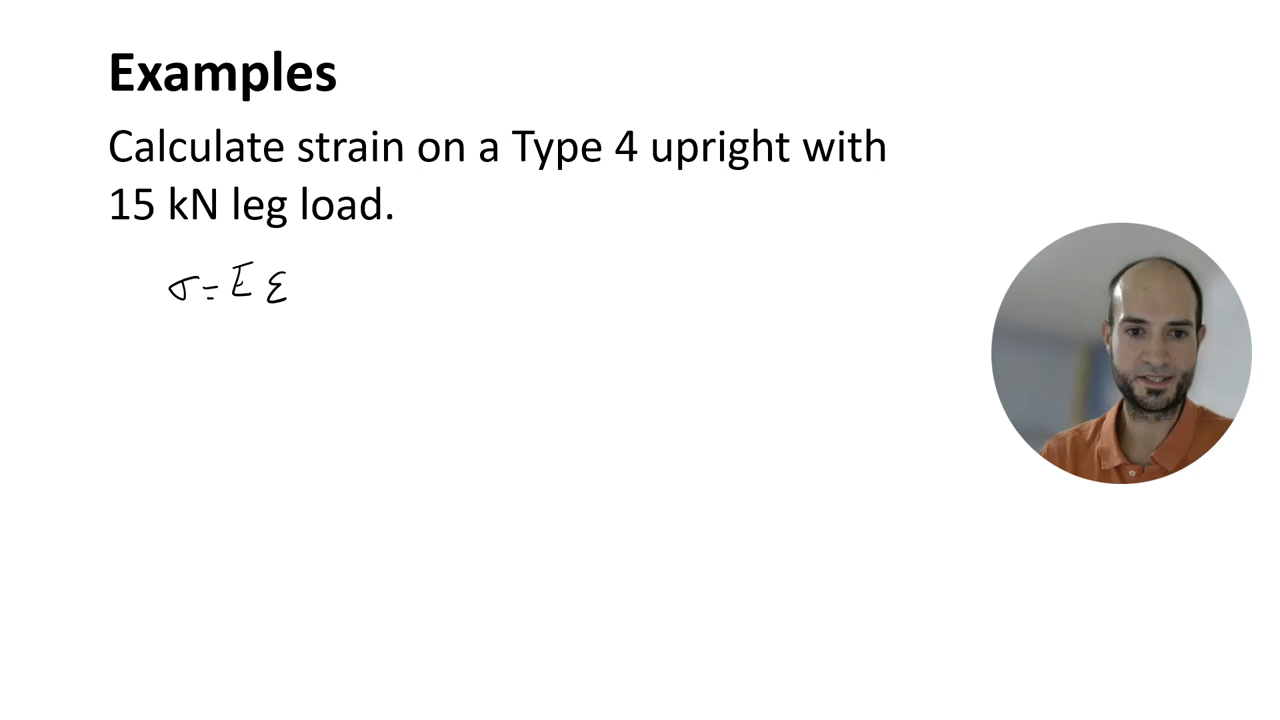 Examples
Calculate strain on a Type 4 upright with
15 kN leg load.
σ = E ε